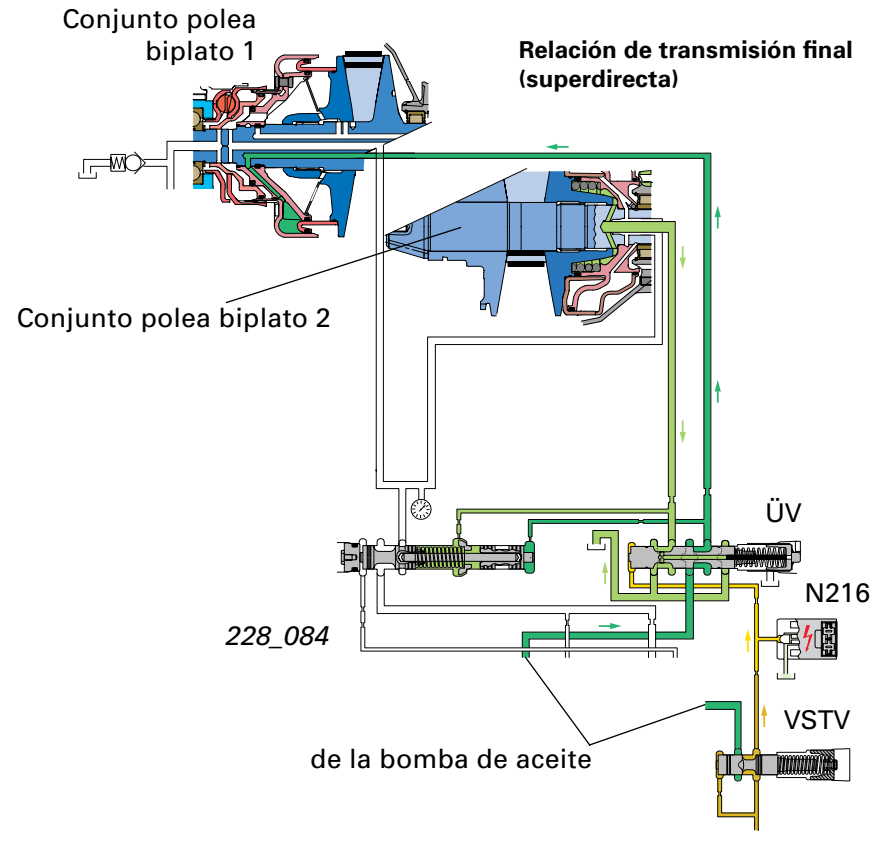 Conjunto polea
biplato 1
Relación de transmisión final
(superdirecta)
Conjunto polea biplato 2
ÜV
N216
228_084
VSTV
de la bomba de aceite